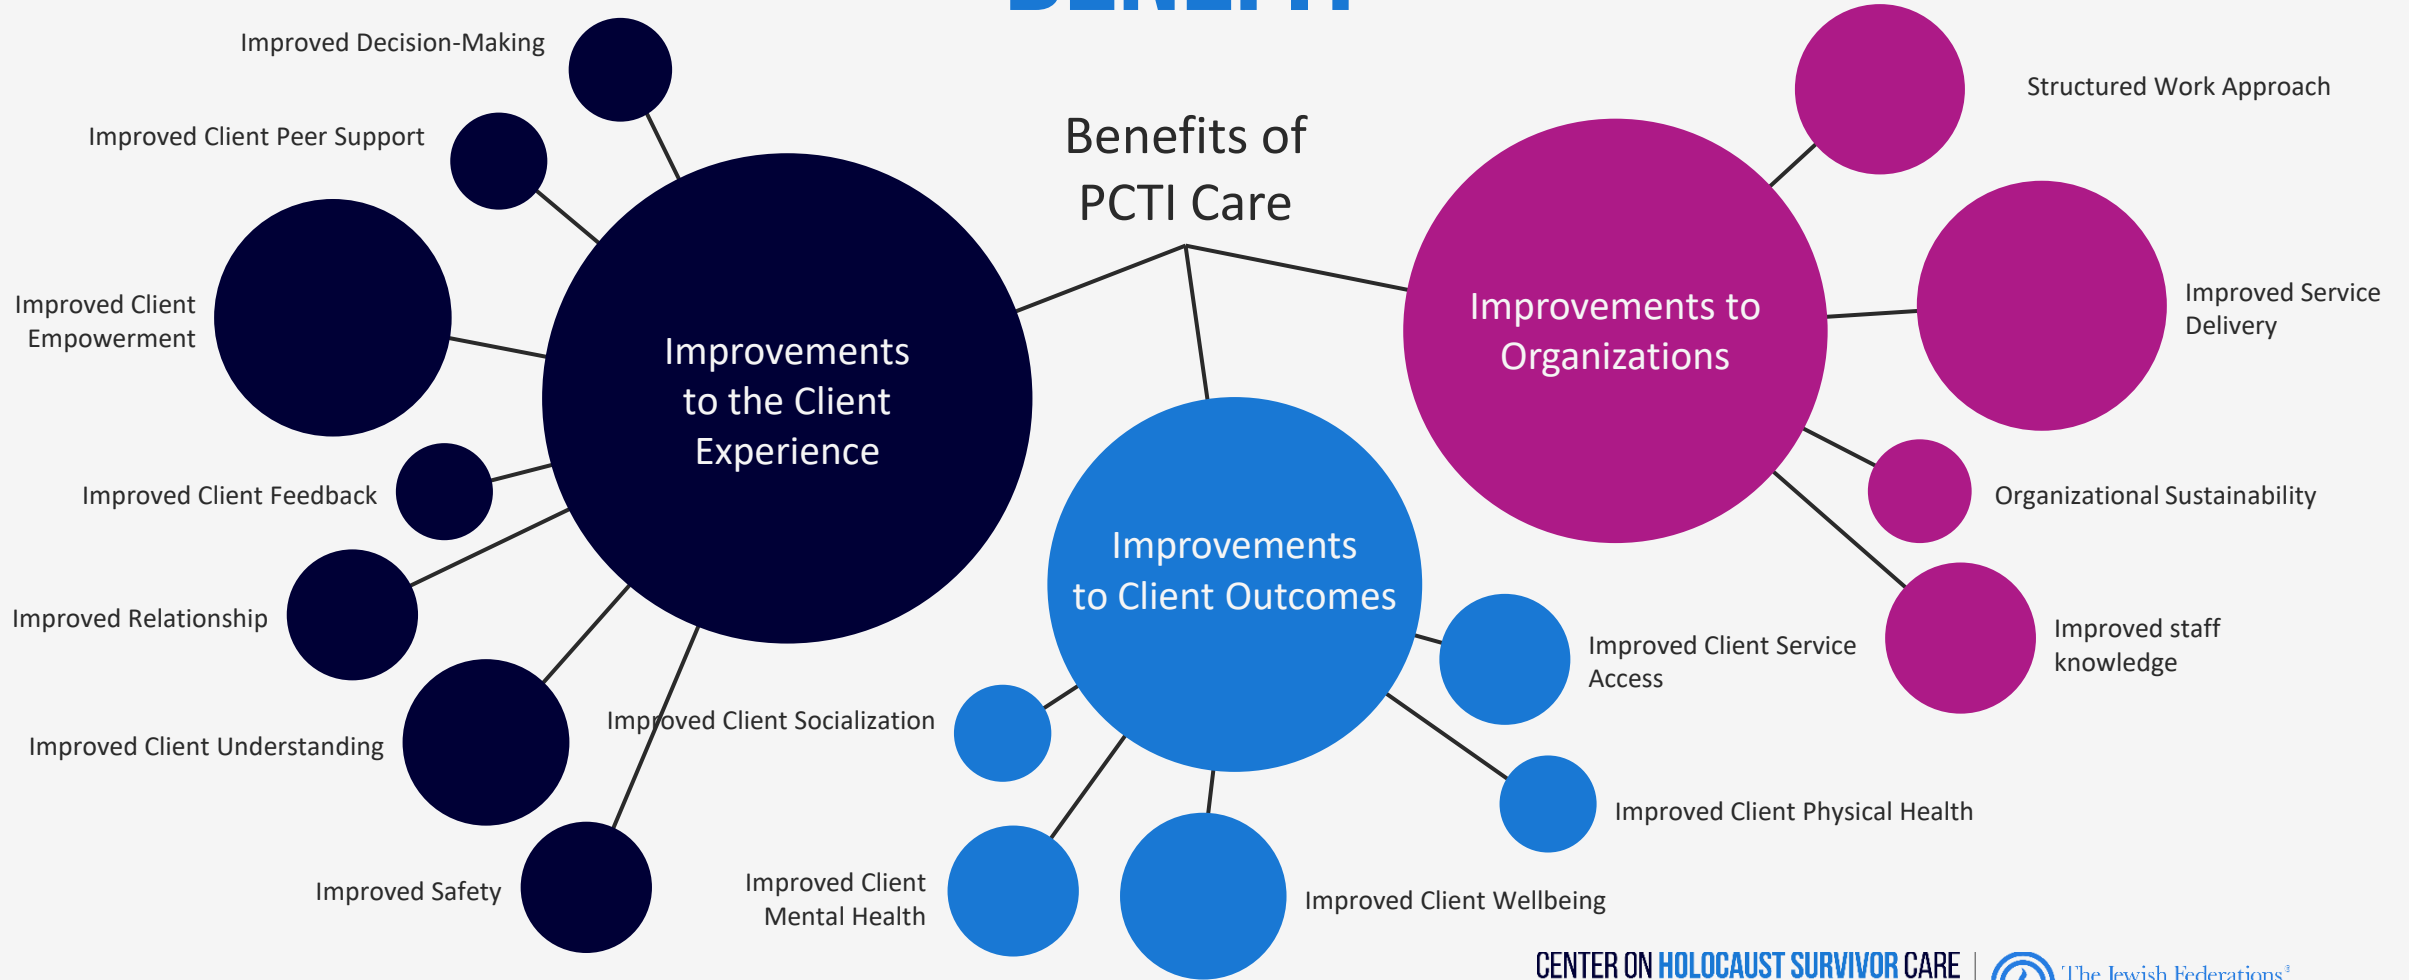 BENEFIT
Benefits of
PCTI Care
Improvements
to the Client
Experience
Improved Decision-Making
Improved Client Peer Support
Improved Client
Empowerment
Improved Client Feedback
Improved Relationship
Improved Client Understanding
Improved Safety
Improvements
to Client Outcomes
Improved Client Socialization
Improved Client
Mental Health
Improved Client Wellbeing
Improved Client Physical Health
Improved Client Service
Access
Improvements to
Organizations
Structured Work Approach
Improved Service
Delivery
Organizational Sustainability
Improved staff
knowledge
CENTER ON HOLOCAUST SURVIVOR CARE
The Jewish Federations